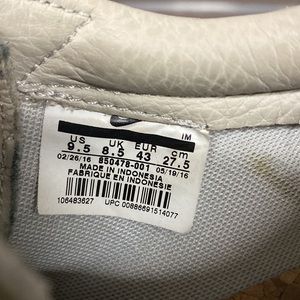 IM
US UK EUR cm
9.5 8.5 43 27.5
02/26/16 850478-001 05/19/16
MADE IN INDONESIA
FABRIQUE EN INDONESIE
106483627 UPC 00886691514077